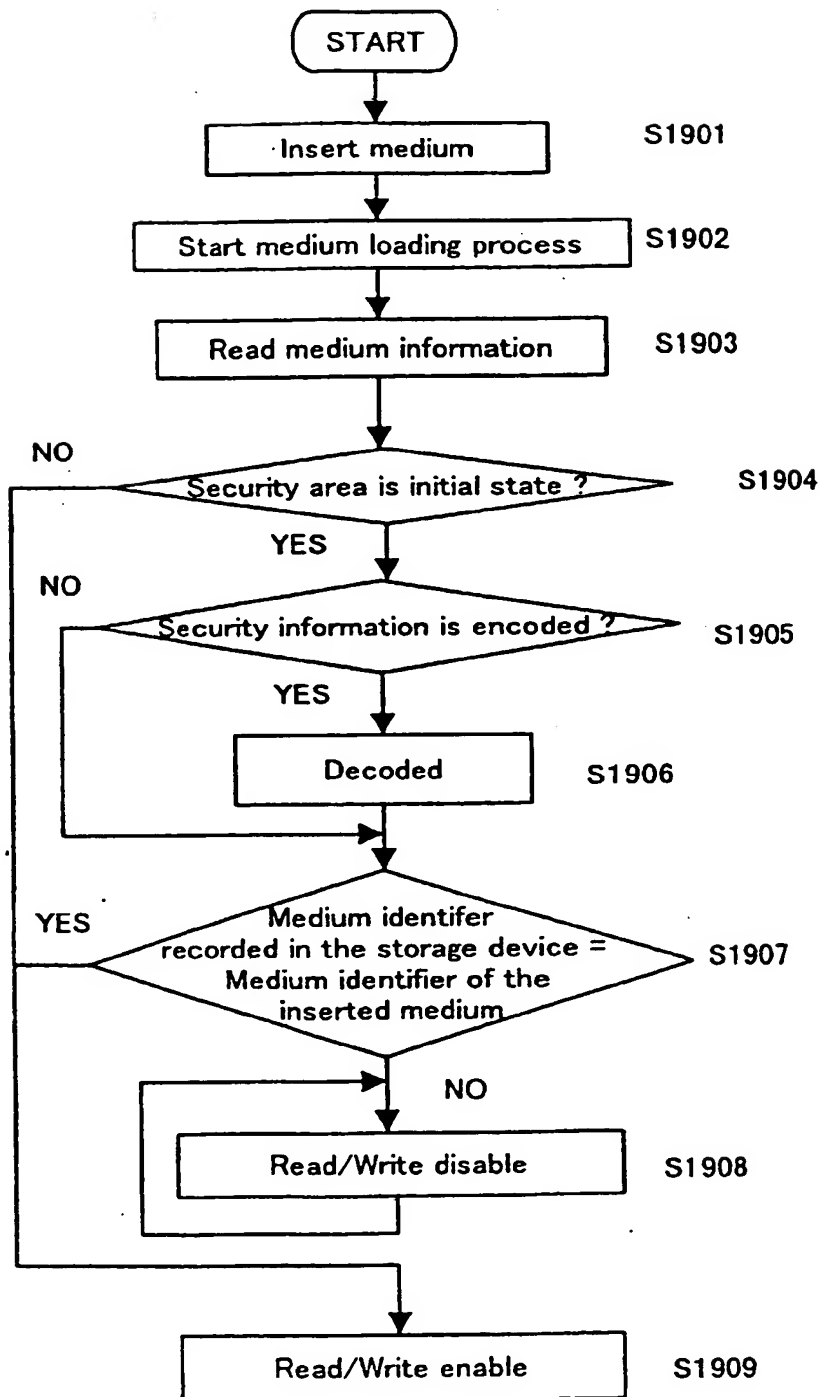 START
Insert medium S1901
Start medium loading process S1902
Read medium information S1903
NO
Security area is initial state ? S1904
YES
NO
Security information is encoded ? S1905
YES
Decoded S1906
YES
Medium identifer
recorded in the storage device =
Medium identifier of the
inserted medium
S1907
NO
Read/Write disable S1908
Read/Write enable S1909